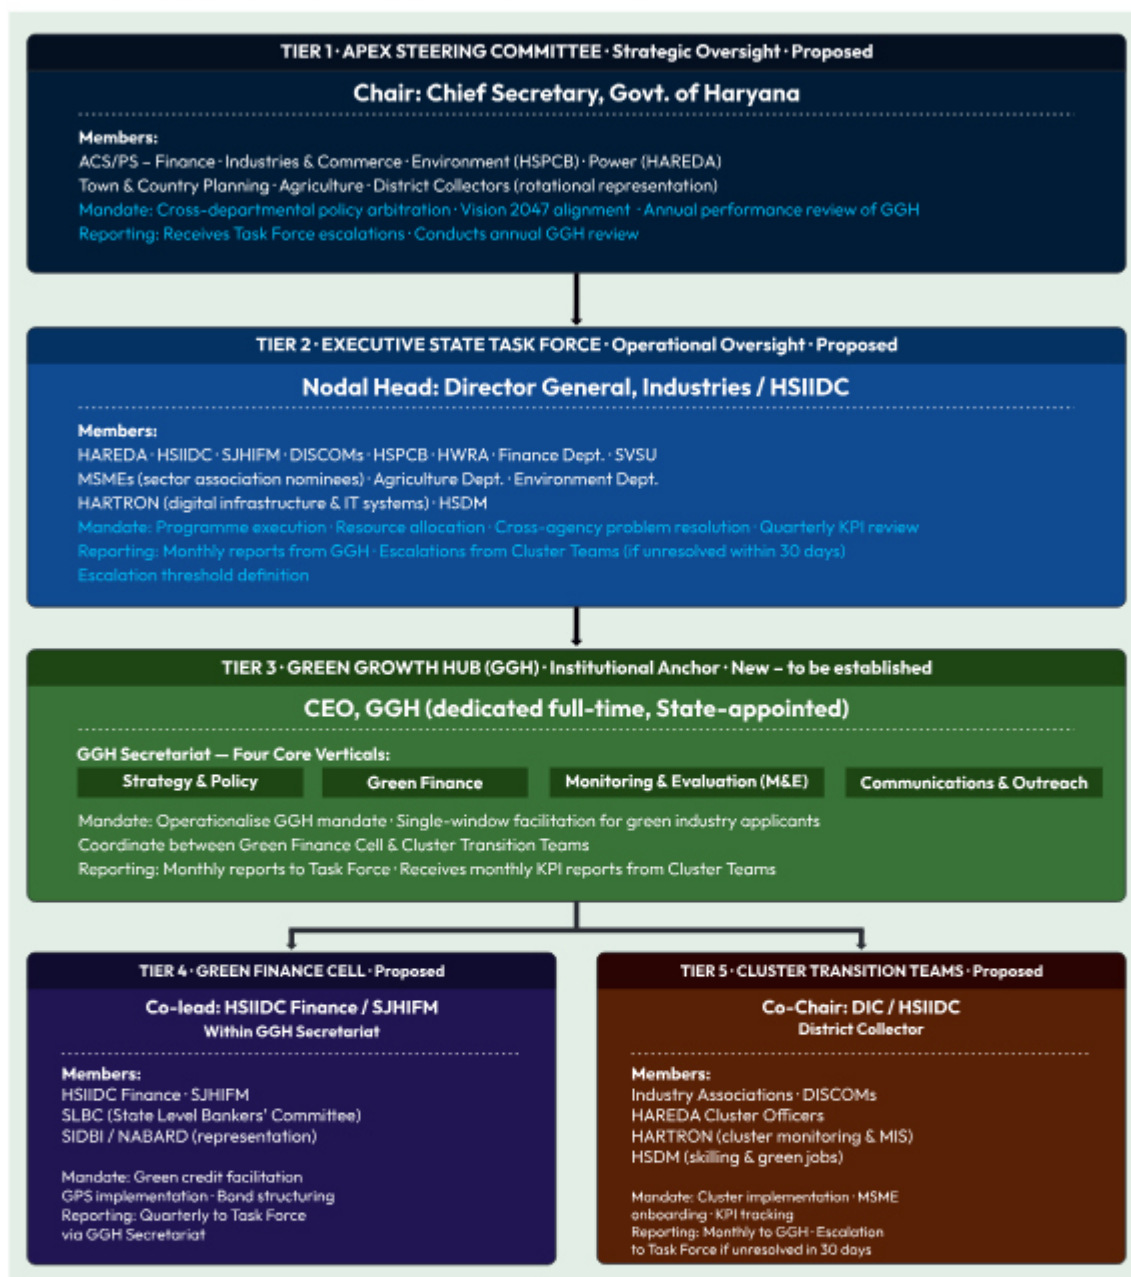 TIER 1 · APEX STEERING COMMITTEE · Strategic Oversight · Proposed
Chair: Chief Secretary, Govt. of Haryana
Members:
ACS/PS – Finance · Industries & Commerce · Environment (HSPCB) · Power (HAREDA)
Town & Country Planning · Agriculture · District Collectors (rotational representation)
Mandate: Cross-departmental policy arbitration · Vision 2047 alignment · Annual performance review of GGH
Reporting: Receives Task Force escalations · Conducts annual GGH review
TIER 2 · EXECUTIVE STATE TASK FORCE · Operational Oversight · Proposed
Nodal Head: Director General, Industries / HSIIDC
Members:
HAREDA · HSIIDC · SJHIFM · DISCOMs · HSPCB · HWRA · Finance Dept. · SVSU
MSMEs (sector association nominees) · Agriculture Dept. · Environment Dept.
HARTRON (digital infrastructure & IT systems) · HSDM
Mandate: Programme execution · Resource allocation · Cross-agency problem resolution · Quarterly KPI review
Reporting: Monthly reports from GGH · Escalations from Cluster Teams (if unresolved within 30 days)
Escalation threshold definition
TIER 3 · GREEN GROWTH HUB (GGH) · Institutional Anchor · New – to be established
CEO, GGH (dedicated full-time, State-appointed)
GGH Secretariat — Four Core Verticals:
Strategy & Policy
Green Finance
Monitoring & Evaluation (M&E)
Communications & Outreach
Mandate: Operationalise GGH mandate · Single-window facilitation for green industry applicants
Coordinate between Green Finance Cell & Cluster Transition Teams
Reporting: Monthly reports to Task Force · Receives monthly KPI reports from Cluster Teams
TIER 4 · GREEN FINANCE CELL · Proposed
Co-lead: HSIIDC Finance / SJHIFM
Within GGH Secretariat
Members:
HSIIDC Finance · SJHIFM
SLBC (State Level Bankers' Committee)
SIDBI / NABARD (representation)
Mandate: Green credit facilitation
GPS implementation · Bond structuring
Reporting: Quarterly to Task Force
via GGH Secretariat
TIER 5 · CLUSTER TRANSITION TEAMS · Proposed
Co-Chair: DIC / HSIIDC
District Collector
Members:
Industry Associations · DISCOMs
HAREDA Cluster Officers
HARTRON (cluster monitoring & MIS)
HSDM (skilling & green jobs)
Mandate: Cluster implementation · MSME
onboarding · KPI tracking
Reporting: Monthly to GGH · Escalation
to Task Force if unresolved in 30 days